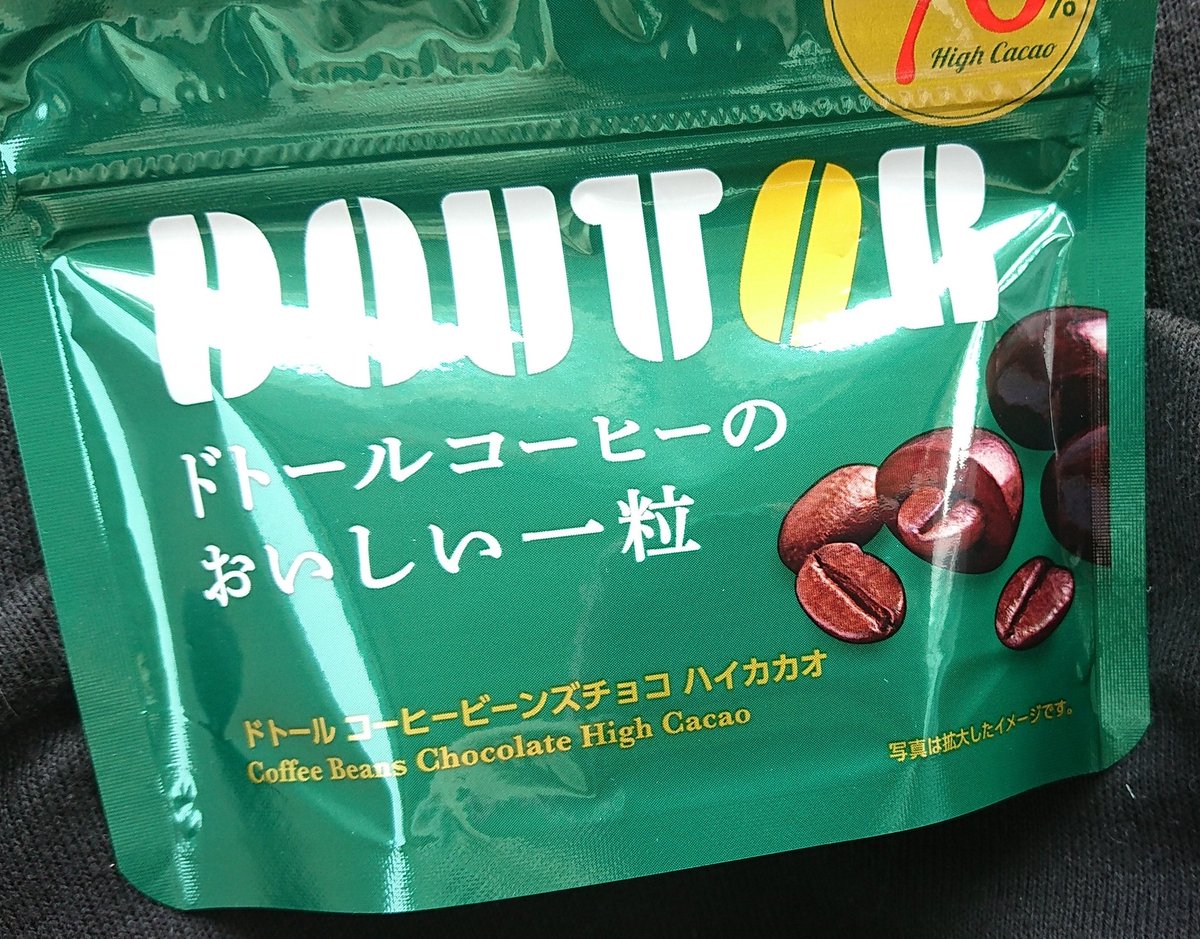 %
High Cacao
DOUTOR
ドトールコーヒーの
おいしい一粒
ドトール コーヒービーンズチョコ ハイカカオ
Coffee Beans Chocolate High Cacao
写真は拡大したイメージです。